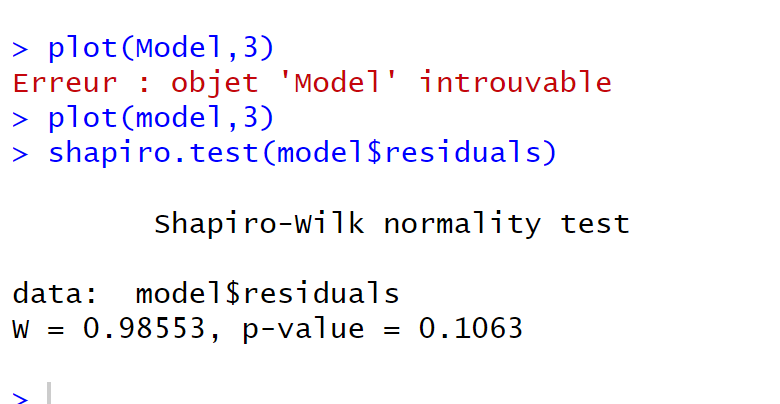 > plot(Model,3)
Erreur : objet 'Model' introuvable
> plot(model,3)
> shapiro.test(model$residuals)
Shapiro-Wilk normality test
data:  model$residuals
W = 0.98553, p-value = 0.1063
>